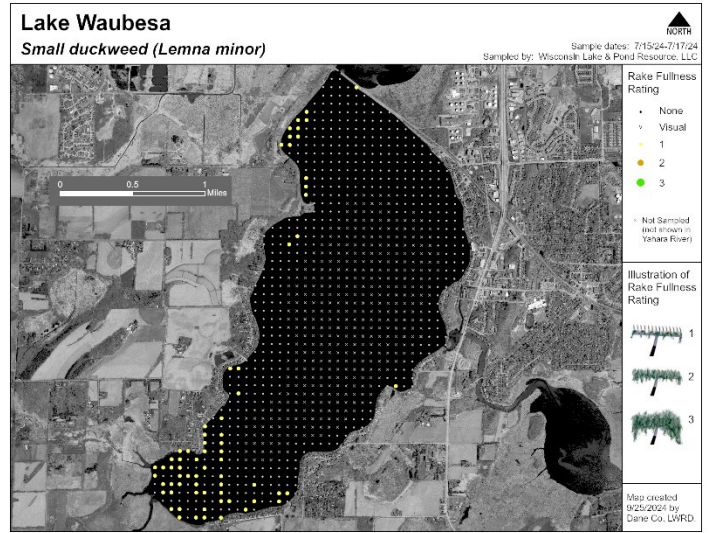 Lake Waubesa
Small duckweed (Lemna minor)
NORTH
Sample dates: 7/15/24-7/17/24
Sampled by: Wisconsin Lake & Pond Resource, LLC
0 0.5 1
Miles
Rake Fullness
Rating
None
Visual
1
2
3
Not Sampled
(not shown in
Yahara River)
Illustration of
Rake Fullness
Rating
1
2
3
Map created
9/25/2024 by
Dane Co. LWRD.